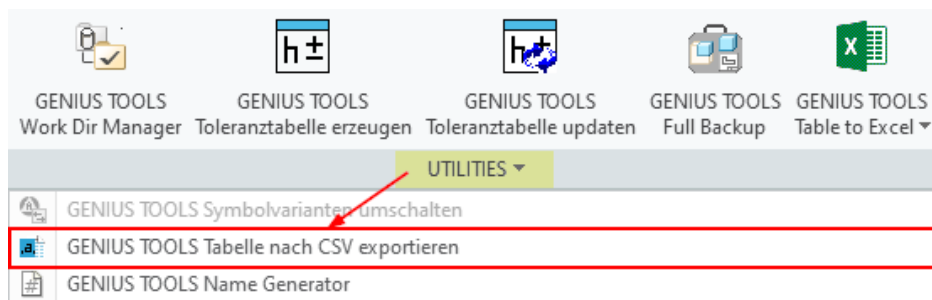 GENIUS TOOLS
Work Dir Manager
GENIUS TOOLS
Toleranztabelle erzeugen
GENIUS TOOLS
Toleranztabelle updaten
GENIUS TOOLS
Full Backup
GENIUS TOOLS
Table to Excel
UTILITIES
GENIUS TOOLS Symbolvarianten umschalten
GENIUS TOOLS Tabelle nach CSV exportieren
GENIUS TOOLS Name Generator